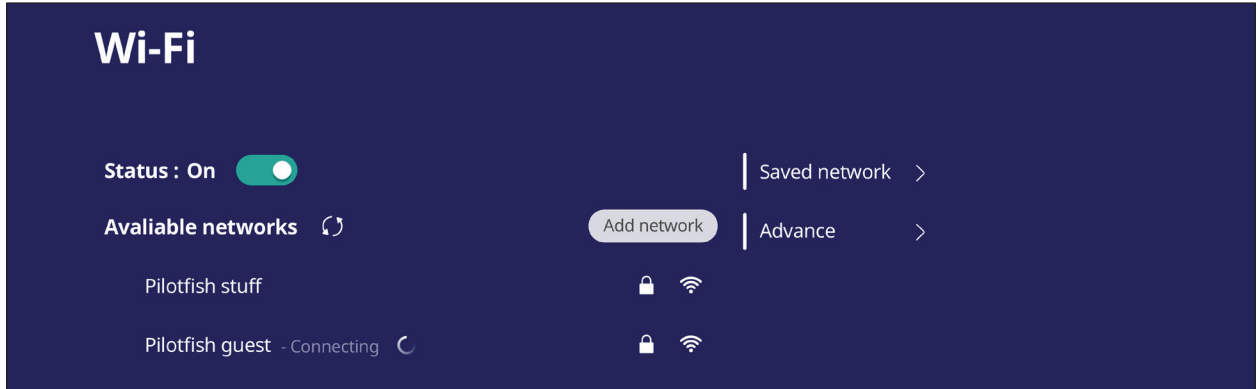 Wi-Fi
Status : On
Saved network
Avaliable networks
Add network
Advance
Pilotfish stuff
Pilotfish guest - Connecting